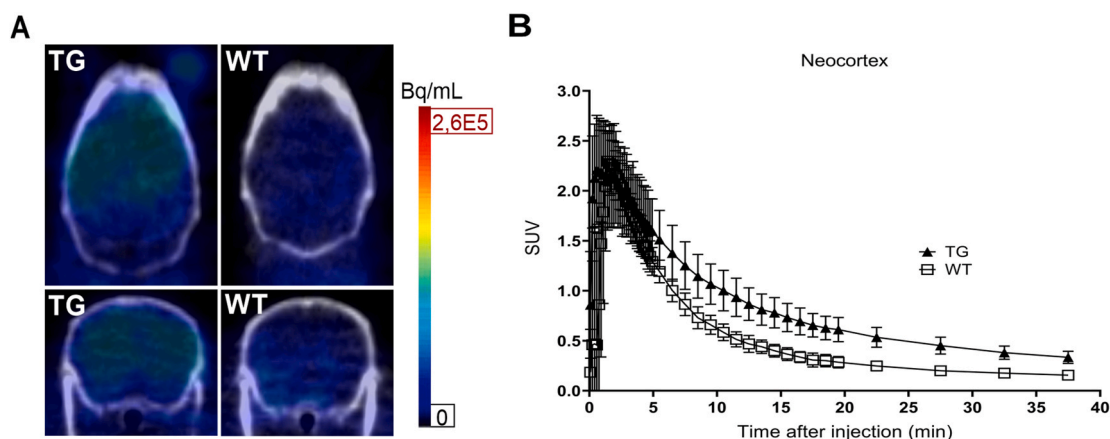 A
TG
WT
TG
WT
Bq/mL
2,6E5
0
B
Neocortex
SUV
3.0
2.5
2.0
1.5
1.0
0.5
0.0
0
5
10
15
20
25
30
35
40
Time after injection (min)
TG
WT